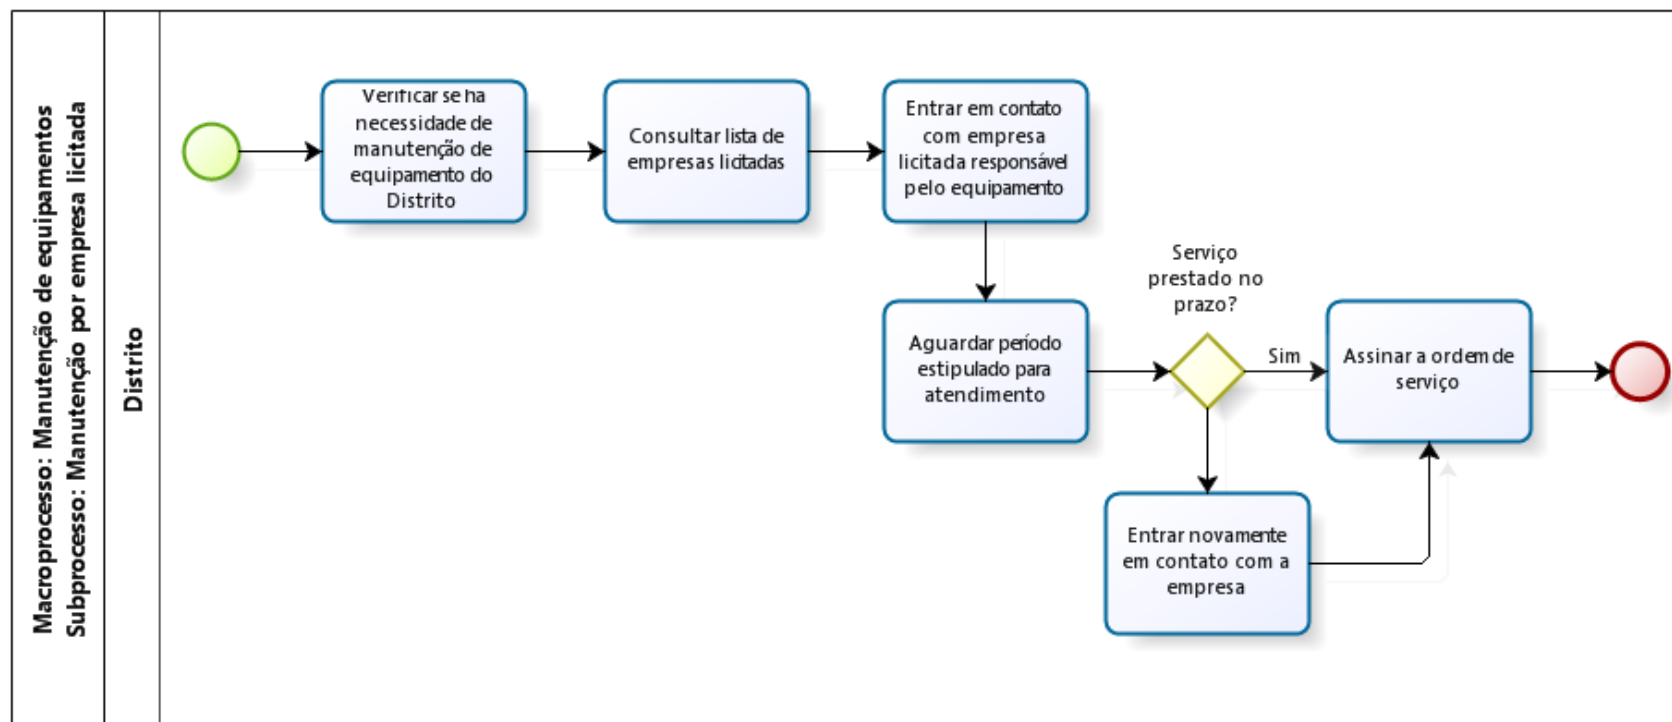 Macroprocesso: Manutenção de equipamentos
Subprocesso: Manutenção por empresa licitada
Distrito
Verificar se ha
necessidade de
manutenção de
equipamento do
Distrito
Consultar lista de
empresas licitadas
Entrar em contato
com empresa
licitada responsável
pelo equipamento
Aguardar período
estipulado para
atendimento
Serviço
prestado no
prazo?
Sim
Assinar a ordem de
serviço
Entrar novamente
em contato com a
empresa